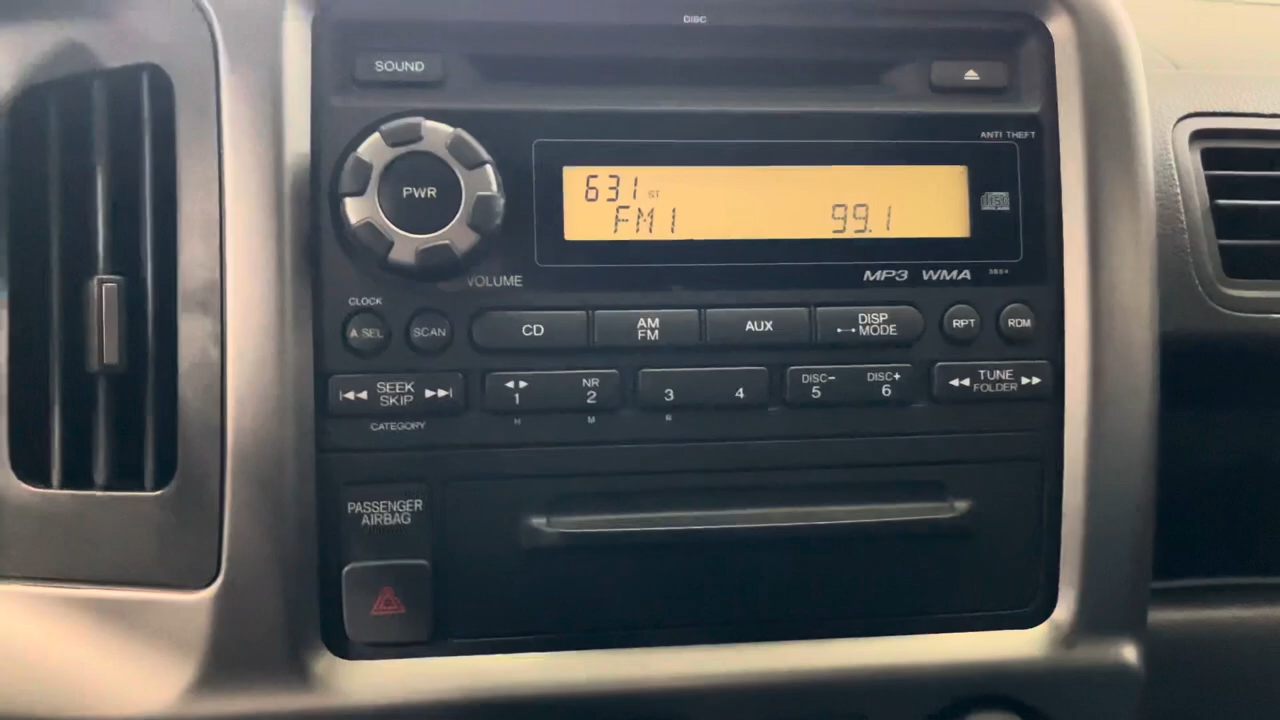 DISC
SOUND
ANTI THEFT
PWR
631 ST
FM1 99.1
VOLUME
MP3 WMA
CLOCK
A.SEL
SCAN
CD
AM
FM
AUX
DISP
MODE
RPT
RDM
SEEK
SKIP
CATEGORY
1
NR
2
3
4
DISC-
5
DISC+
6
TUNE
FOLDER
H M R
PASSENGER
AIRBAG